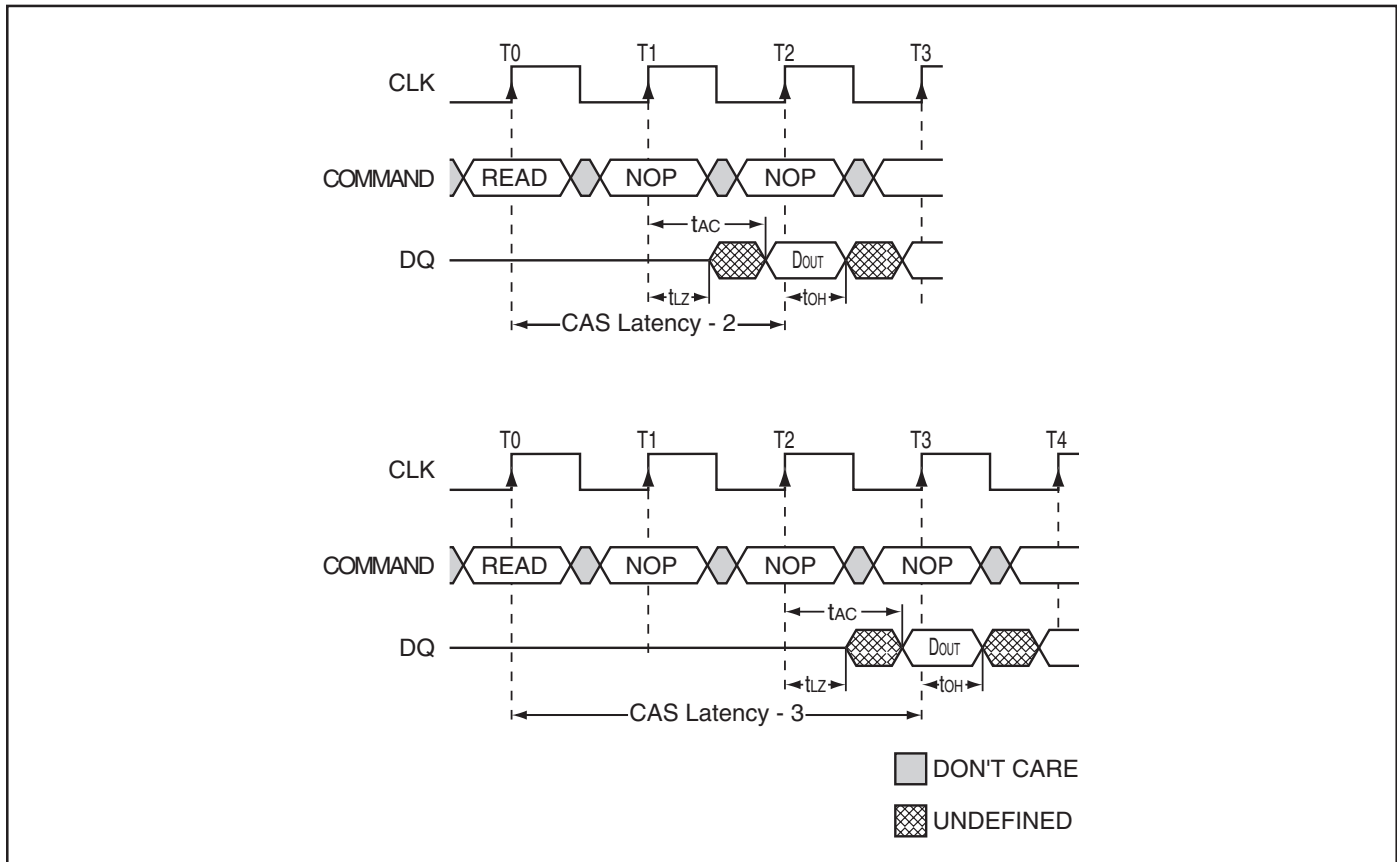 T0 T1 T2 T3
CLK
COMMAND READ NOP NOP
tAC
DQ DOUT
tLZ tOH
CAS Latency - 2
T0 T1 T2 T3 T4
CLK
COMMAND READ NOP NOP NOP
tAC
DQ DOUT
tLZ tOH
CAS Latency - 3
DON'T CARE
UNDEFINED